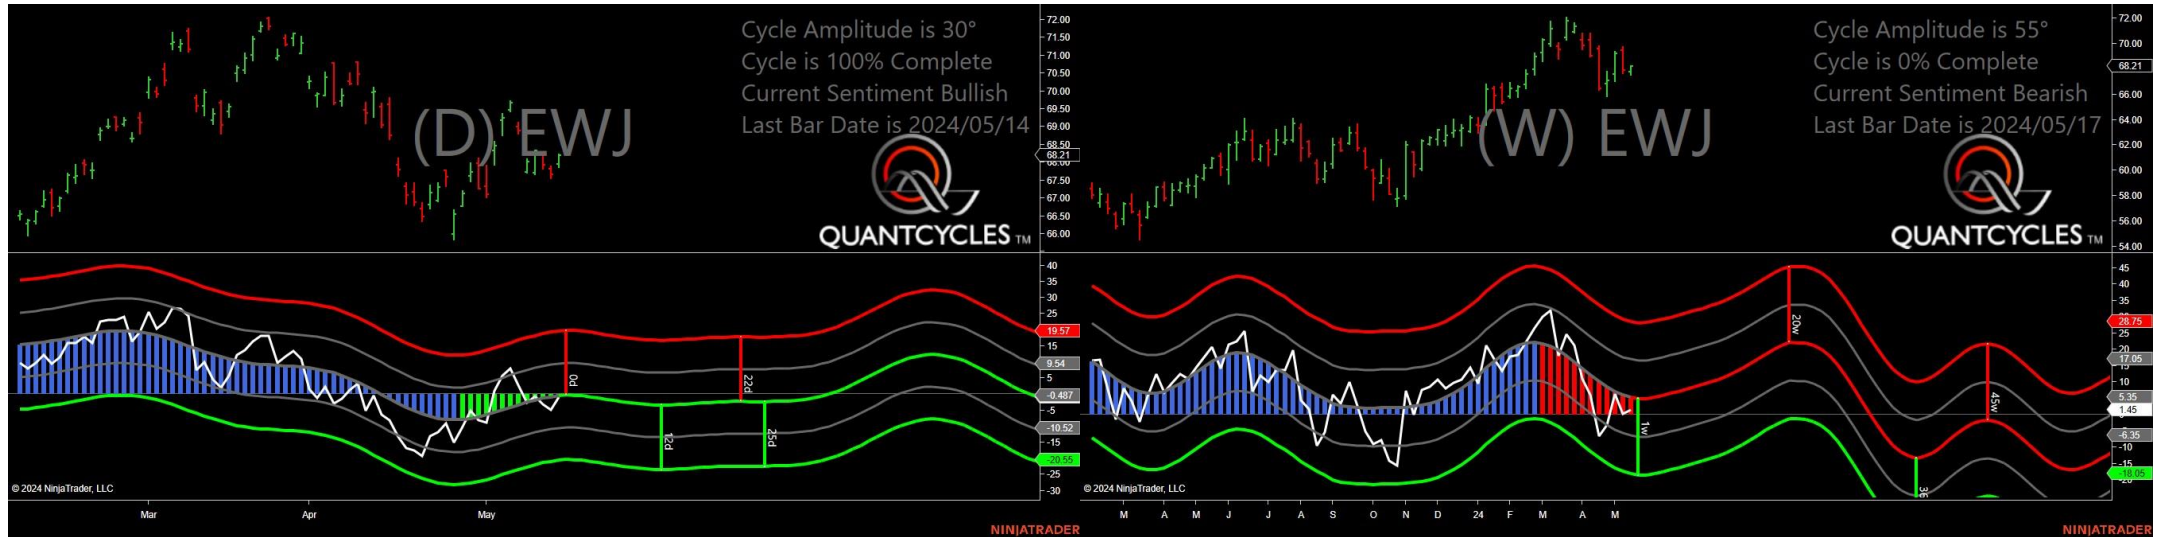 Cycle Amplitude is 30°
Cycle is 100% Complete
Current Sentiment Bullish
Last Bar Date is 2024/05/14
(D) EWJ
QUANTCYCLES TM
72.00
71.50
71.00
70.50
70.00
69.50
69.00
68.50
68.21
68.00
67.50
67.00
66.50
66.00
40
35
30
25
19.57
15
9.54
5
-0.487
-5
-10.52
-15
-20.55
-25
-30
0d
12d
22d
25d
© 2024 NinjaTrader, LLC
Mar
Apr
May
NINJATRADER
Cycle Amplitude is 55°
Cycle is 0% Complete
Current Sentiment Bearish
Last Bar Date is 2024/05/17
(W) EWJ
QUANTCYCLES TM
72.00
70.00
68.21
66.00
64.00
62.00
60.00
58.00
56.00
54.00
45
40
35
28.75
25
20
17.05
15
10
5.35
1.45
-6.35
-10
-15
-18.05
1w
20w
45w
© 2024 NinjaTrader, LLC
M
A
M
J
J
A
S
O
N
D
24
F
M
A
M
NINJATRADER